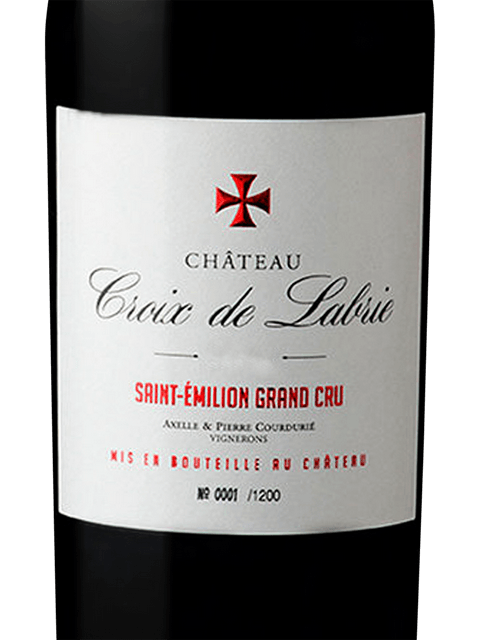 CHÂTEAU
Croix de Labrie
SAINT-ÉMILION GRAND CRU
AXELLE & PIERRE COURDURIÉ
VIGNERONS
MIS EN BOUTEILLE AU CHÂTEAU
Nº 0001 /1200